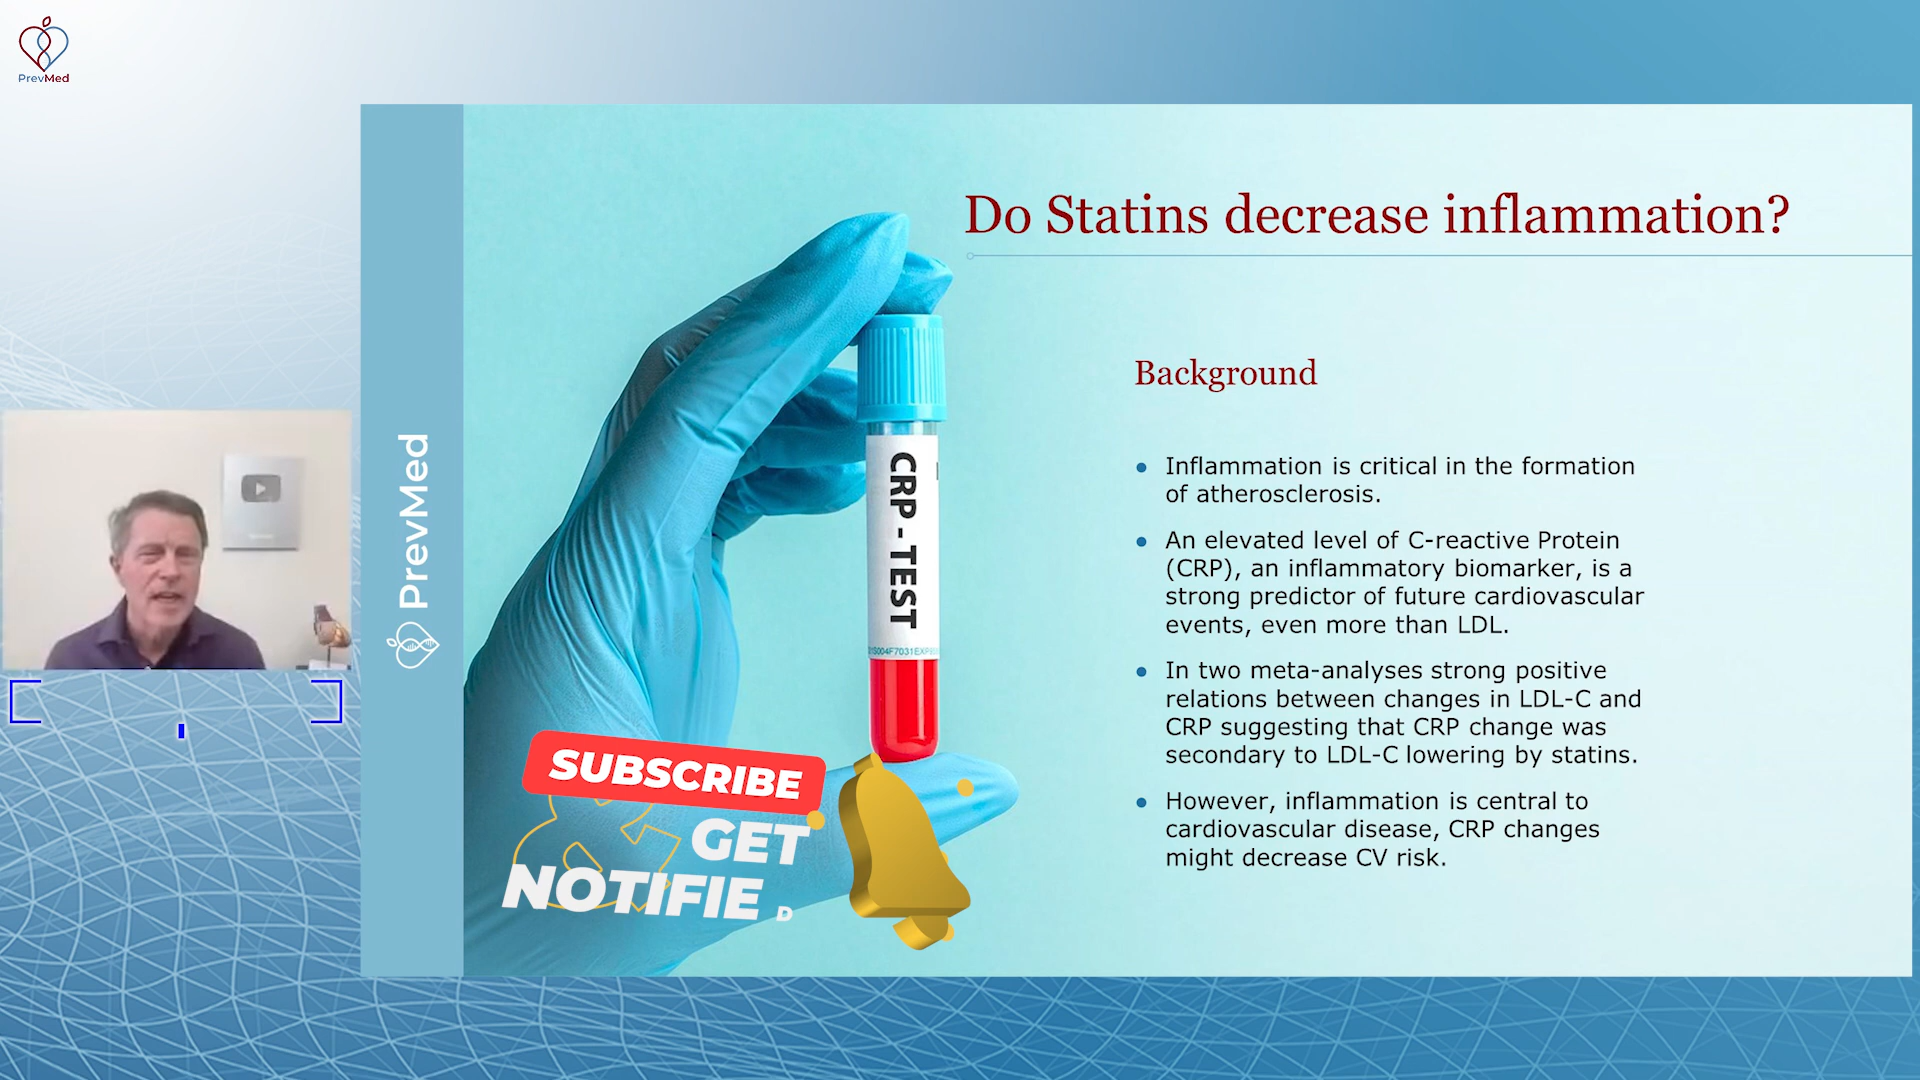 PrevMed
PrevMed
Do Statins decrease inflammation?
Background
Inflammation is critical in the formation
of atherosclerosis.
An elevated level of C-reactive Protein
(CRP), an inflammatory biomarker, is a
strong predictor of future cardiovascular
events, even more than LDL.
In two meta-analyses strong positive
relations between changes in LDL-C and
CRP suggesting that CRP change was
secondary to LDL-C lowering by statins.
However, inflammation is central to
cardiovascular disease, CRP changes
might decrease CV risk.
CRP - TEST
SUBSCRIBE
&
GET
NOTIFIE D